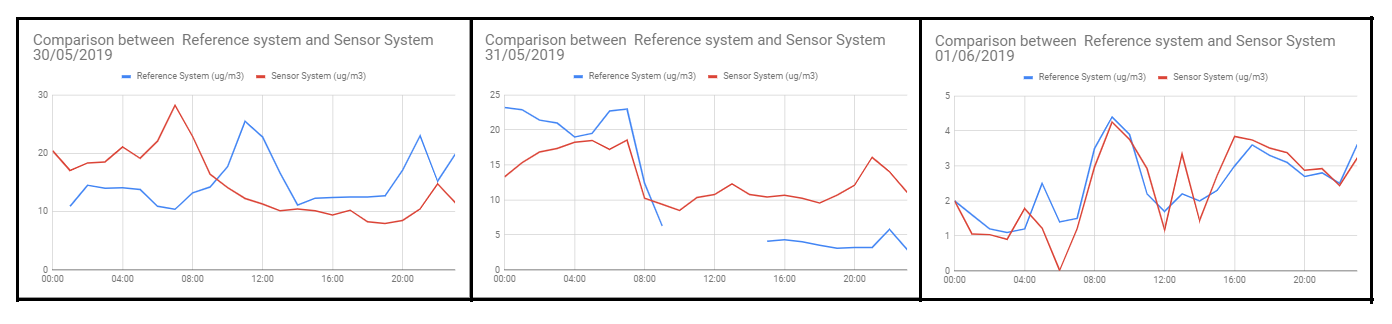 Comparison between  Reference system and Sensor System
30/05/2019
Reference System (ug/m3) Sensor System (ug/m3)
30
20
10
0
00:00 04:00 08:00 12:00 16:00 20:00
Comparison between  Reference system and Sensor System
31/05/2019
Reference System (ug/m3) Sensor System (ug/m3)
25
20
15
10
5
0
00:00 04:00 08:00 12:00 16:00 20:00
Comparison between  Reference system and Sensor System
01/06/2019
Reference System (ug/m3) Sensor System (ug/m3)
5
4
3
2
1
0
00:00 04:00 08:00 12:00 16:00 20:00